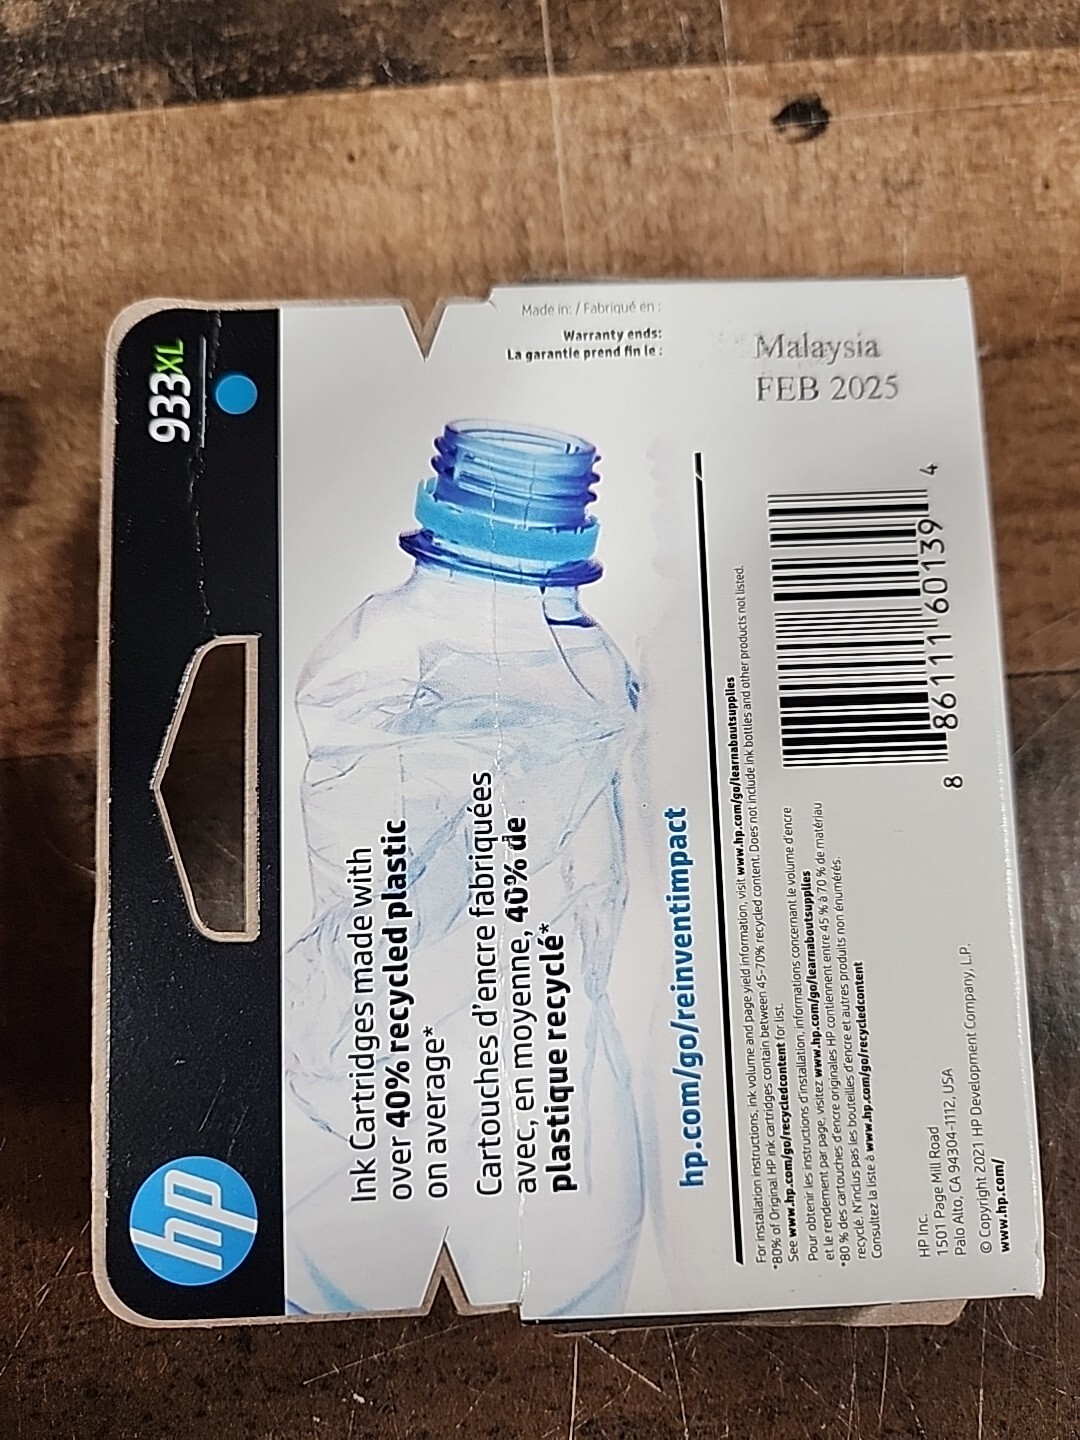 hp
933XL
Ink Cartridges made with
over 40% recycled plastic
on average*
Cartouches d'encre fabriquées
avec, en moyenne, 40% de
plastique recyclé*
hp.com/go/reinventimpact
Made in: / Fabriqué en :
Warranty ends:
La garantie prend fin le :
Malaysia
FEB 2025
For installation instructions, ink volume and page yield information, visit www.hp.com/go/learnaboutsupplies
*80% of Original HP ink cartridges contain between 45-70% recycled content. Does not include ink bottles and other products not listed.
See www.hp.com/go/recycledcontent for list.
Pour obtenir les instructions d'installation, informations concernant le volume d'encre
et le rendement par page, visitez www.hp.com/go/learnaboutsupplies
*80 % des cartouches d'encre originales HP contiennent entre 45 % à 70 % de matériau
recyclé. N'inclus pas les bouteilles d'encre et autres produits non énumérés.
Consultez la liste à www.hp.com/go/recycledcontent
8 86111 60139 4
HP Inc.
1501 Page Mill Road
Palo Alto, CA 94304-1112, USA
© Copyright 2021 HP Development Company, L.P.
www.hp.com/